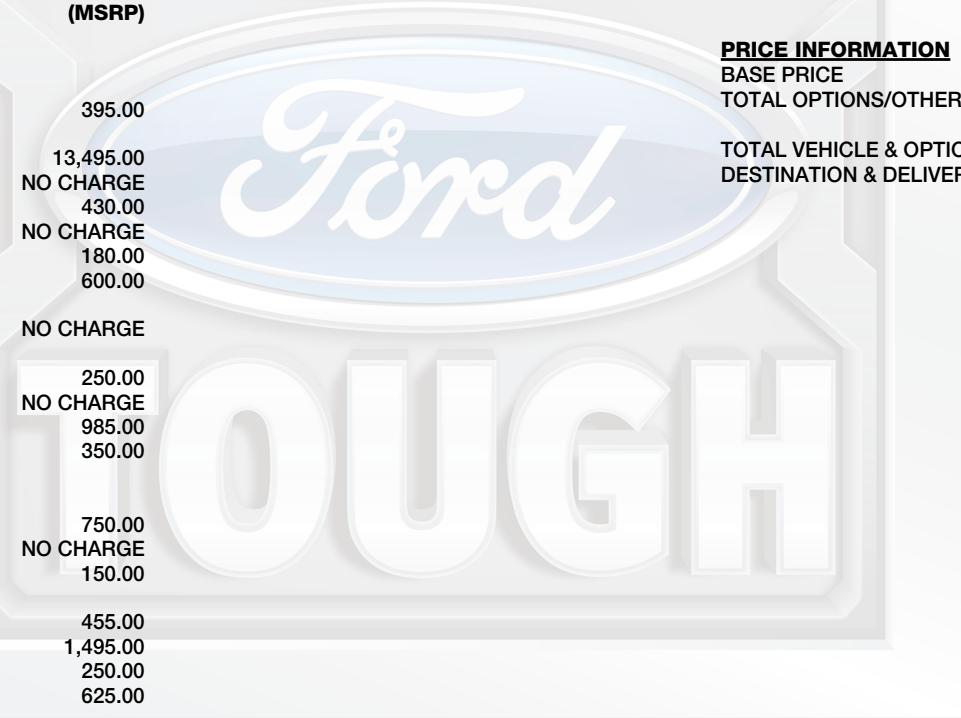 (MSRP)
395.00
13,495.00
NO CHARGE
430.00
NO CHARGE
180.00
600.00
NO CHARGE
250.00
NO CHARGE
985.00
350.00
750.00
NO CHARGE
150.00
455.00
1,495.00
250.00
625.00
PRICE INFORMATION
BASE PRICE
TOTAL OPTIONS/OTHER
TOTAL VEHICLE & OPTIO
DESTINATION & DELIVER
Ford
TOUGH